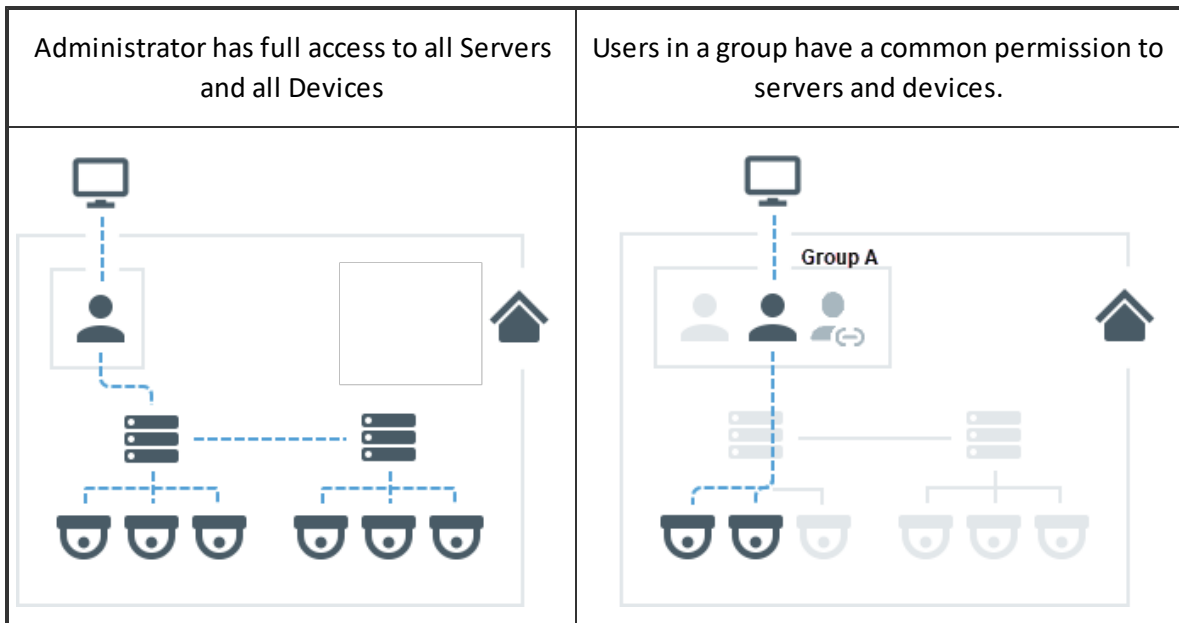 Administrator has full access to all Servers
and all Devices
Users in a group have a common permission to
servers and devices.
Group A